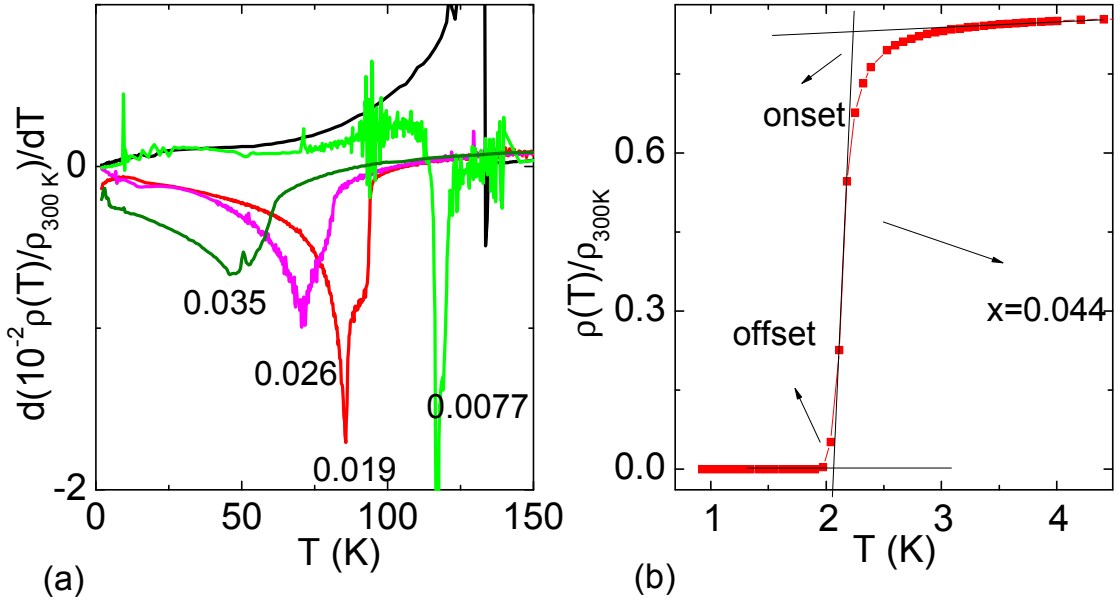 d(10⁻² ρ(T)/ρ₃₀₀ K)/dT
0
-2
0.035
0.026
0.019
0.0077
0 50 100 150
T (K)
(a)
ρ(T)/ρ₃₀₀K
0.6
0.3
0.0
onset
offset
x=0.044
1 2 3 4
T (K)
(b)